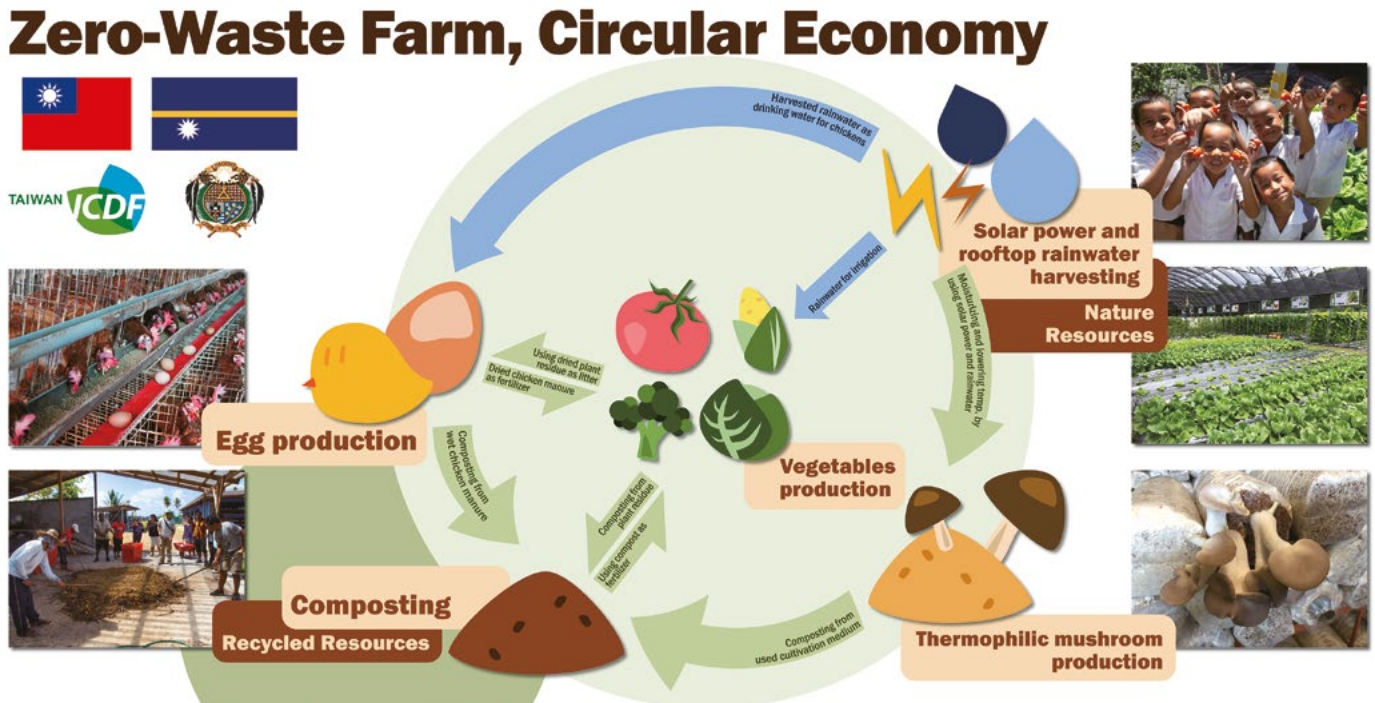 Zero-Waste Farm, Circular Economy
TAIWAN ICDF
Harvested rainwater as
drinking water for chickens
Solar power and
rooftop rainwater
harvesting
Nature
Resources
Rainwater for irrigation
Moisturizing and lowering temp. by
using solar power and rainwater
Using dried plant
residue as litter
Dried chicken manure
as fertilizer
Egg production
Vegetables
production
Composting from
wet chicken manure
Composting from
plant residue
Using compost as
fertilizer
Composting
Recycled Resources
Composting from
used cultivation medium
Thermophilic mushroom
production